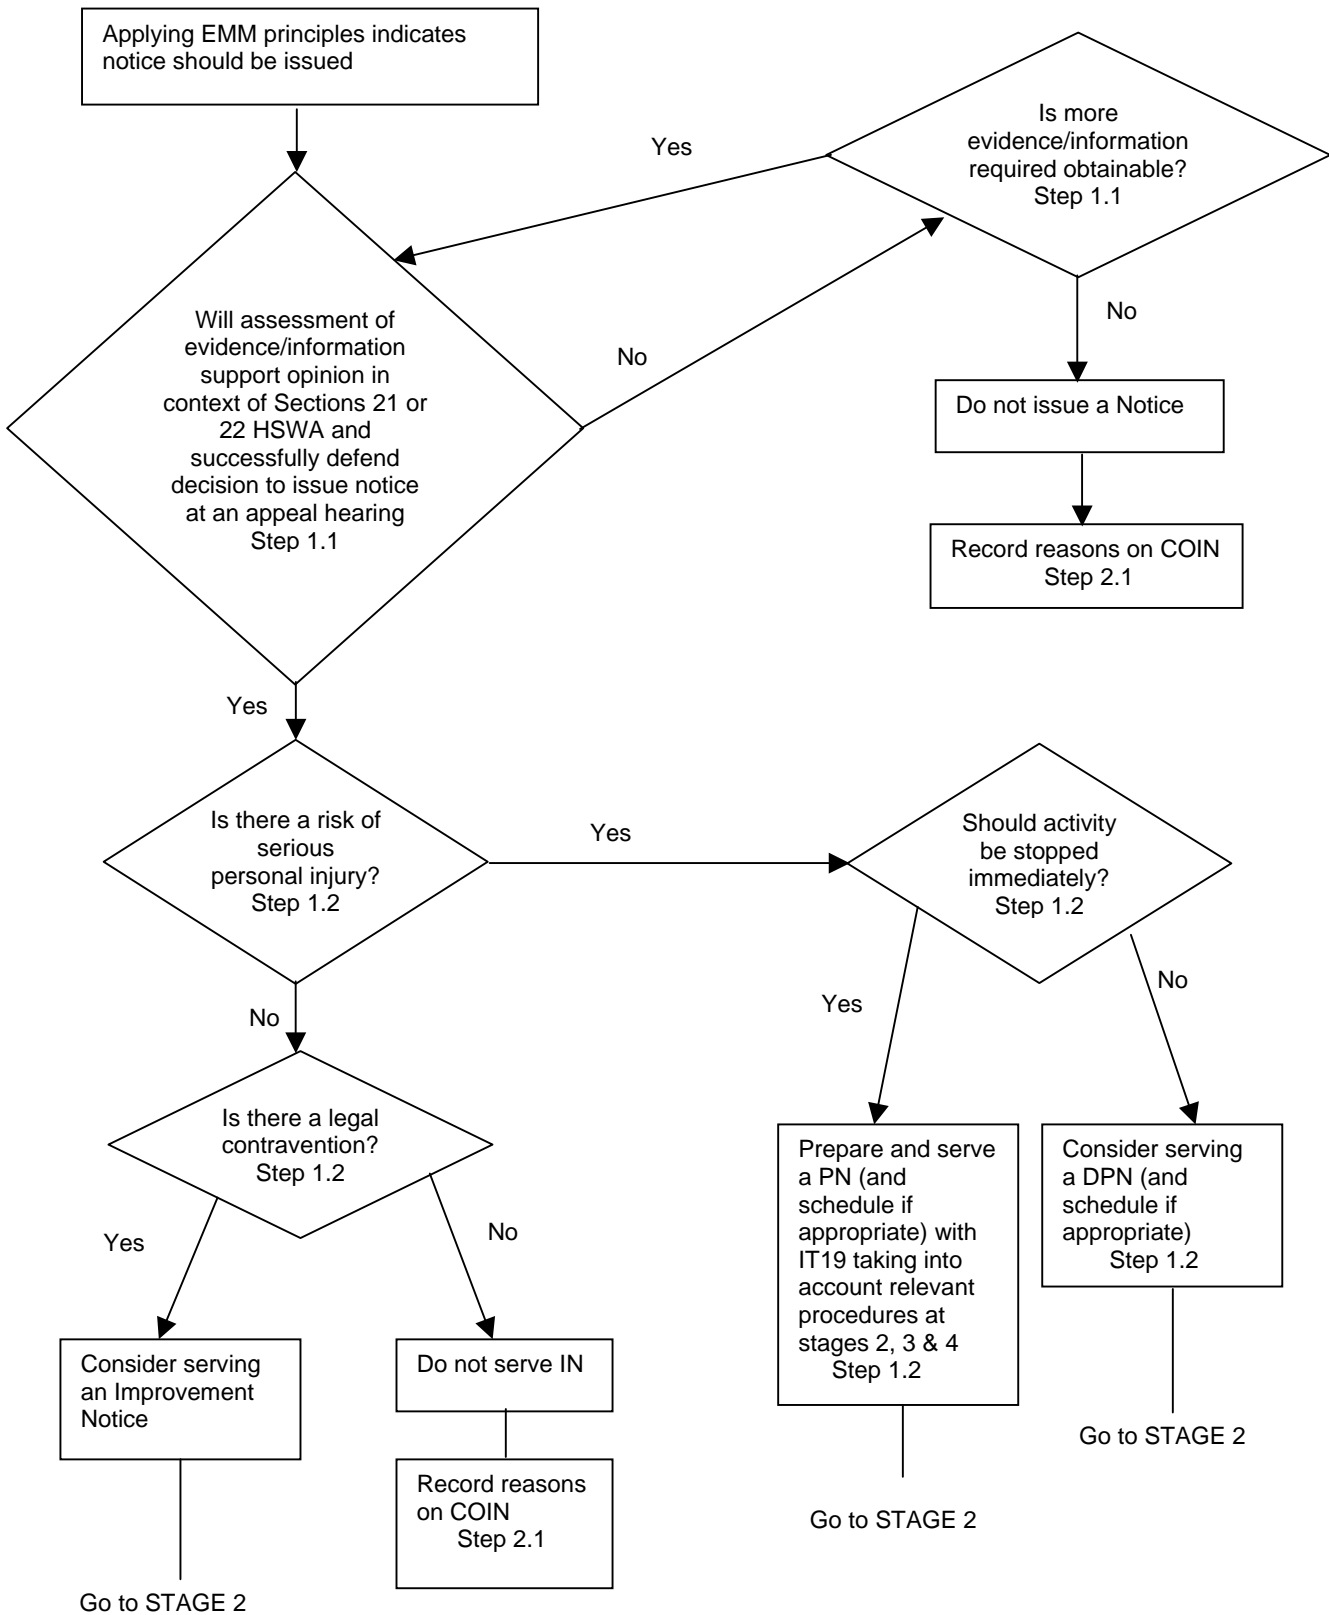 Applying EMM principles indicates
notice should be issued
Is more
evidence/information
required obtainable?
Step 1.1
Yes
Will assessment of
evidence/information
support opinion in
context of Sections 21 or
22 HSWA and
successfully defend
decision to issue notice
at an appeal hearing
Step 1.1
No
No
Do not issue a Notice
Record reasons on COIN
Step 2.1
Yes
Is there a risk of
serious
personal injury?
Step 1.2
Yes
Should activity
be stopped
immediately?
Step 1.2
No
Yes
No
Is there a legal
contravention?
Step 1.2
Yes
No
Prepare and serve
a PN (and
schedule if
appropriate) with
IT19 taking into
account relevant
procedures at
stages 2, 3 & 4
Step 1.2
Consider serving
a DPN (and
schedule if
appropriate)
Step 1.2
Consider serving
an Improvement
Notice
Do not serve IN
Record reasons
on COIN
Step 2.1
Go to STAGE 2
Go to STAGE 2
Go to STAGE 2